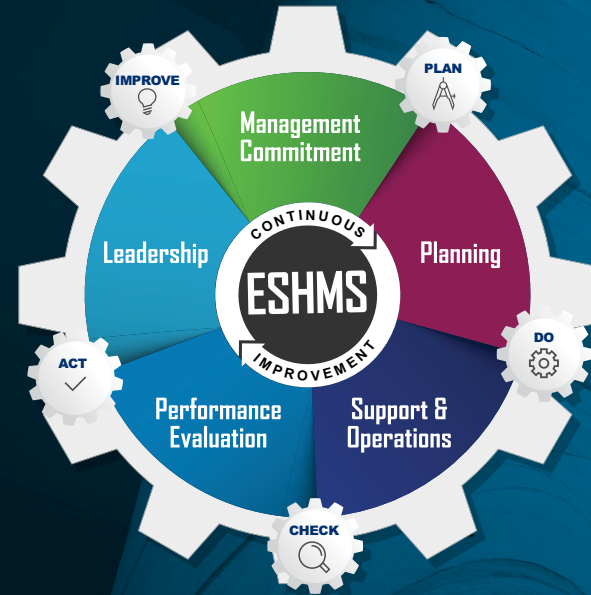 IMPROVE
PLAN
Management
Commitment
CONTINUOUS
Leadership
Planning
ESHMS
IMPROVEMENT
DO
ACT
Performance
Evaluation
Support &
Operations
CHECK